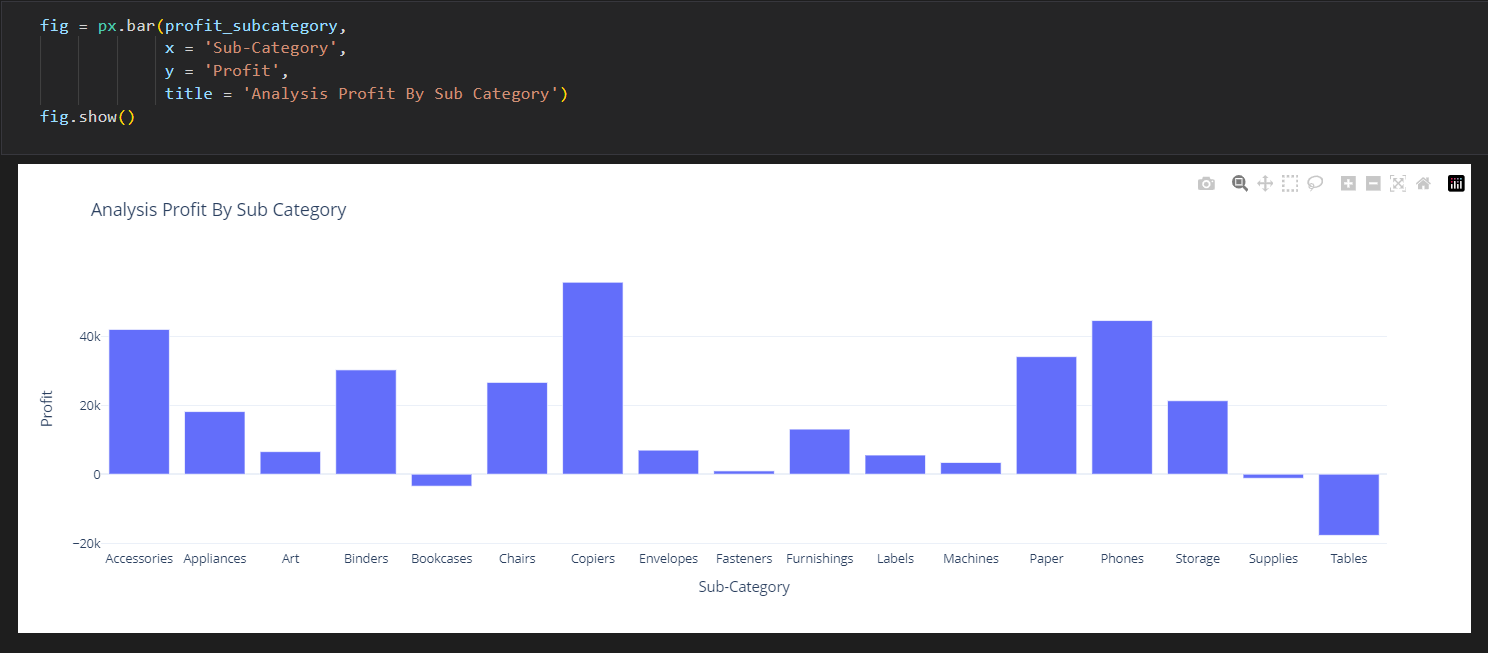 fig = px.bar(profit_subcategory,
x = 'Sub-Category',
y = 'Profit',
title = 'Analysis Profit By Sub Category')
fig.show()
Analysis Profit By Sub Category
40k
20k
0
−20k
Profit
Accessories Appliances Art Binders Bookcases Chairs Copiers Envelopes Fasteners Furnishings Labels Machines Paper Phones Storage Supplies Tables
Sub-Category